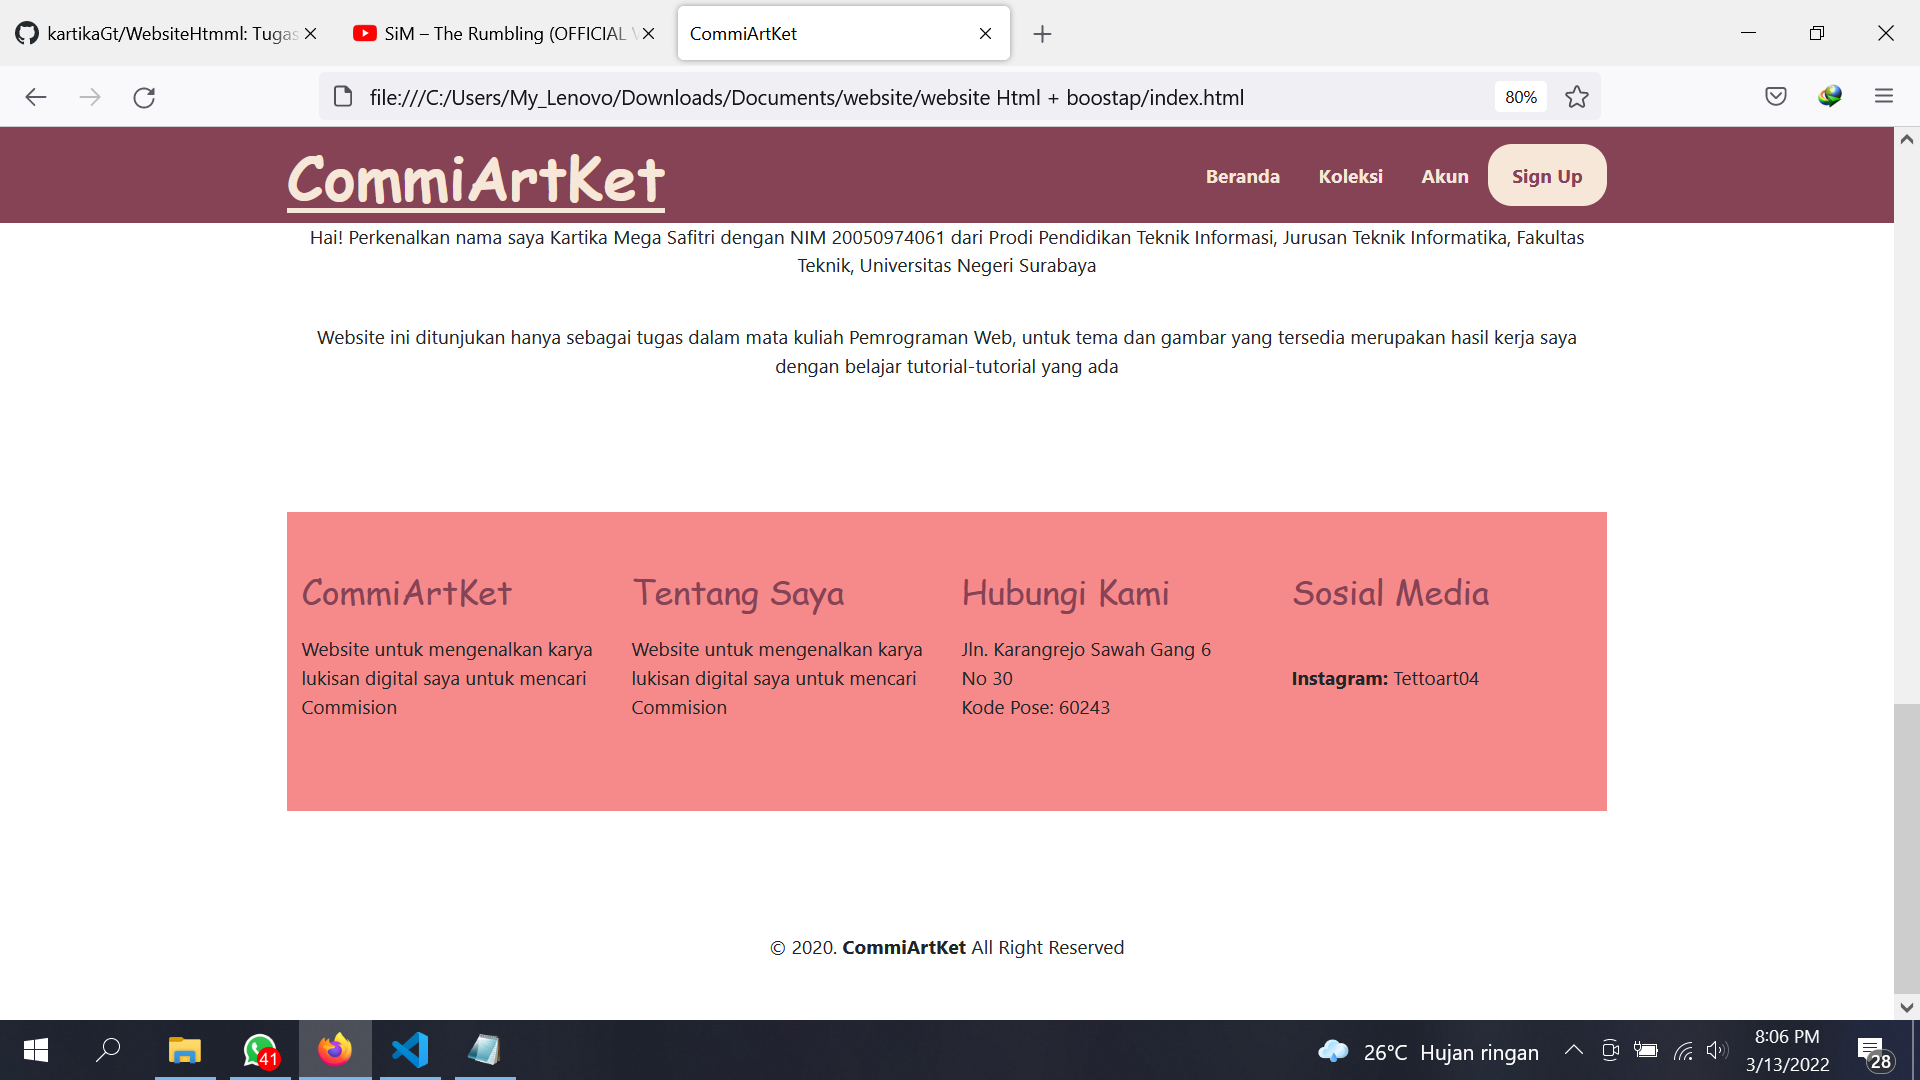 kartikaGt/WebsiteHtmml: Tugas
SiM – The Rumbling (OFFICIAL
CommiArtKet
file:///C:/Users/My_Lenovo/Downloads/Documents/website/website Html + boostap/index.html
80%
CommiArtKet
Beranda
Koleksi
Akun
Sign Up
Hai! Perkenalkan nama saya Kartika Mega Safitri dengan NIM 20050974061 dari Prodi Pendidikan Teknik Informasi, Jurusan Teknik Informatika, Fakultas
Teknik, Universitas Negeri Surabaya
Website ini ditunjukan hanya sebagai tugas dalam mata kuliah Pemrograman Web, untuk tema dan gambar yang tersedia merupakan hasil kerja saya
dengan belajar tutorial-tutorial yang ada
CommiArtKet
Website untuk mengenalkan karya
lukisan digital saya untuk mencari
Commision
Tentang Saya
Website untuk mengenalkan karya
lukisan digital saya untuk mencari
Commision
Hubungi Kami
Jln. Karangrejo Sawah Gang 6
No 30
Kode Pose: 60243
Sosial Media
Instagram: Tettoart04
© 2020. CommiArtKet All Right Reserved
41
26°C Hujan ringan
8:06 PM
3/13/2022
28